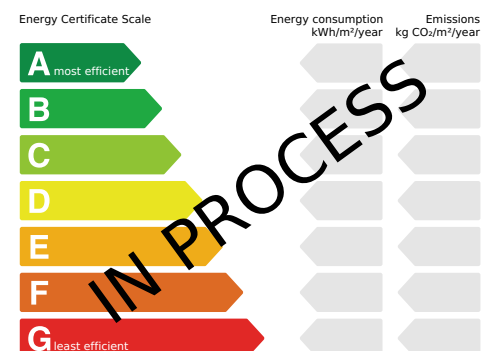 Energy Certificate Scale
Energy consumption
kWh/m²/year
Emissions
kg CO₂/m²/year
A most efficient
B
C
D
E
F
G least efficient
IN PROCESS